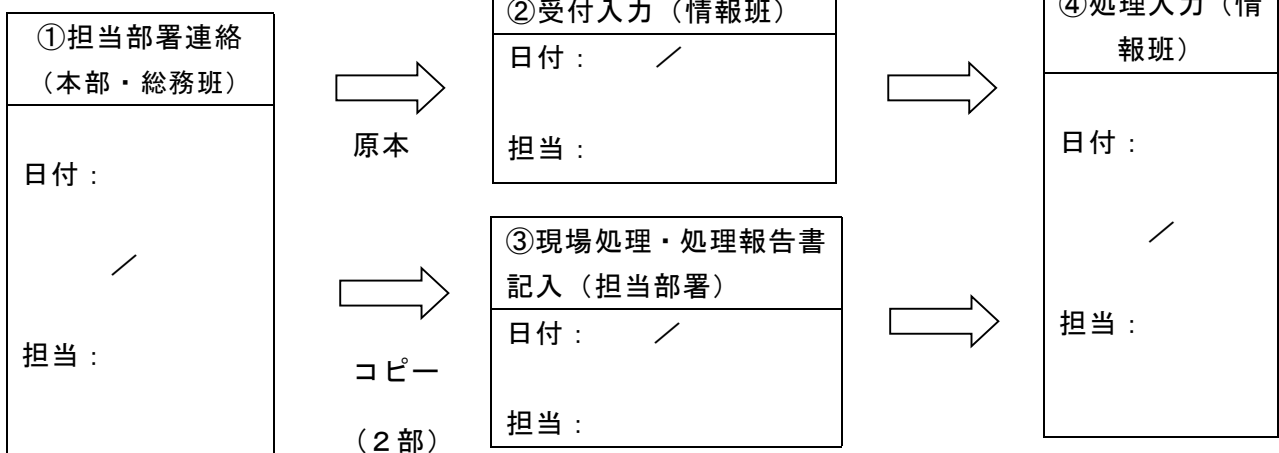 ①担当部署連絡
（本部・総務班）
日付：
／
担当：
原本
コピー
（２部）
②受付入力（情報班）
日付：　　／
担当：
③現場処理・処理報告書
記入（担当部署）
日付：　　／
担当：
④処理入力（情
報班）
日付：
／
担当：